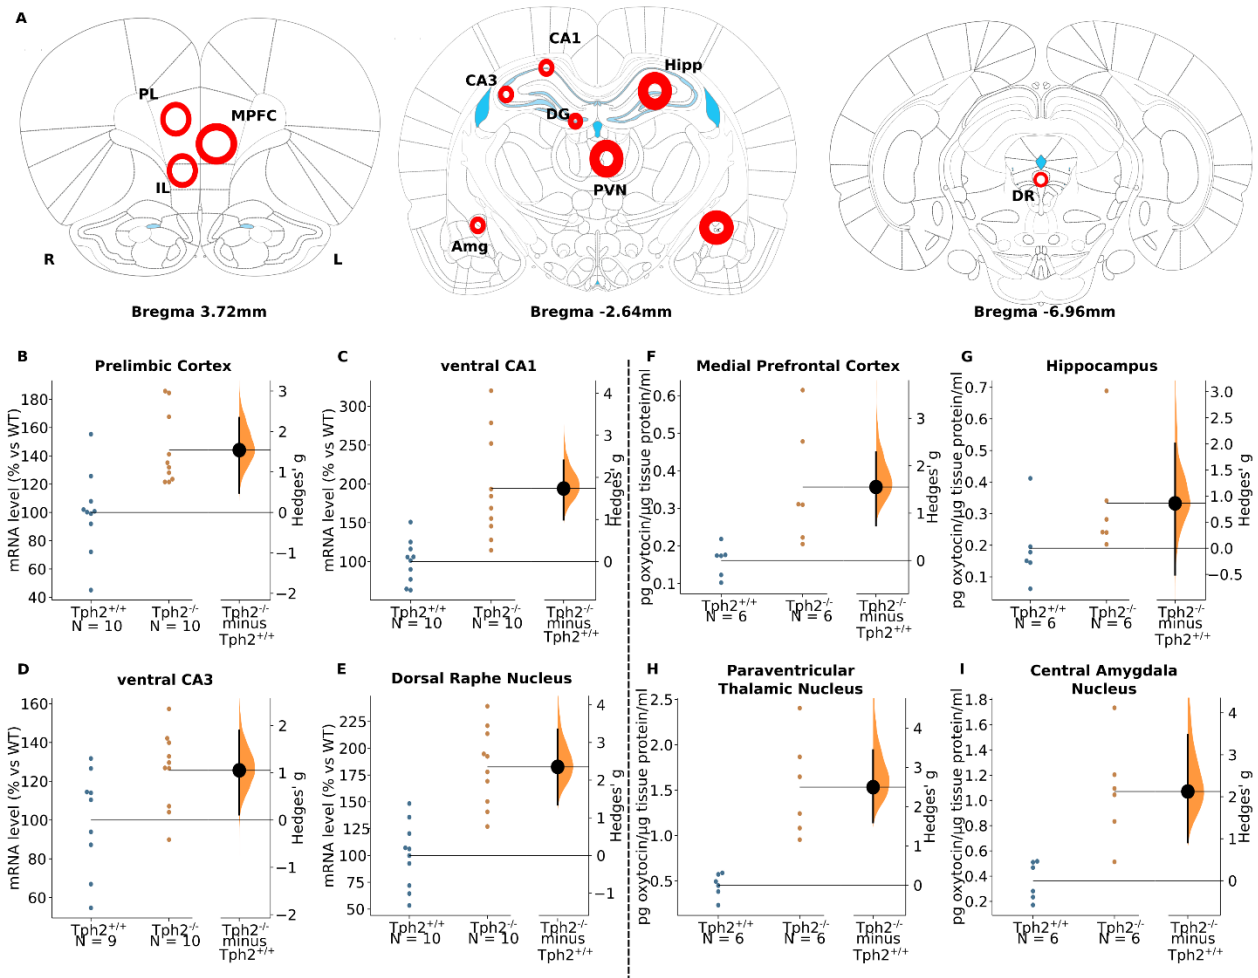 A
PL
MPFC
IL
R
L
Bregma 3.72mm
CA1
CA3
Hipp
DG
PVN
Amg
Bregma -2.64mm
DR
Bregma -6.96mm
B
Prelimbic Cortex
mRNA level (% vs WT)
180
160
140
120
100
80
60
40
3
2
1
0
−1
−2
Hedges' g
Tph2+/+
N = 10
Tph2-/-
N = 10
Tph2-/-
minus
Tph2+/+
C
ventral CA1
mRNA level (% vs WT)
300
250
200
150
100
4
3
2
1
0
Hedges' g
Tph2+/+
N = 10
Tph2-/-
N = 10
Tph2-/-
minus
Tph2+/+
F
Medial Prefrontal Cortex
pg oxytocin/µg tissue protein/ml
0.6
0.5
0.4
0.3
0.2
0.1
3
2
1
0
Hedges' g
Tph2+/+
N = 6
Tph2-/-
N = 6
Tph2-/-
minus
Tph2+/+
G
Hippocampus
pg oxytocin/µg tissue protein/ml
0.7
0.6
0.5
0.4
0.3
0.2
0.1
3.0
2.5
2.0
1.5
1.0
0.5
0.0
−0.5
Hedges' g
Tph2+/+
N = 6
Tph2-/-
N = 6
Tph2-/-
minus
Tph2+/+
D
ventral CA3
mRNA level (% vs WT)
160
140
120
100
80
60
2
1
0
−1
−2
Hedges' g
Tph2+/+
N = 9
Tph2-/-
N = 10
Tph2-/-
minus
Tph2+/+
E
Dorsal Raphe Nucleus
mRNA level (% vs WT)
225
200
175
150
125
100
75
50
4
3
2
1
0
−1
Hedges' g
Tph2+/+
N = 10
Tph2-/-
N = 10
Tph2-/-
minus
Tph2+/+
H
Paraventricular
Thalamic Nucleus
pg oxytocin/µg tissue protein/ml
2.5
2.0
1.5
1.0
0.5
4
3
2
1
0
Hedges' g
Tph2+/+
N = 6
Tph2-/-
N = 6
Tph2-/-
minus
Tph2+/+
I
Central Amygdala
Nucleus
pg oxytocin/µg tissue protein/ml
1.8
1.6
1.4
1.2
1.0
0.8
0.6
0.4
0.2
0.0
4
3
2
1
0
Hedges' g
Tph2+/+
N = 6
Tph2-/-
N = 6
Tph2-/-
minus
Tph2+/+